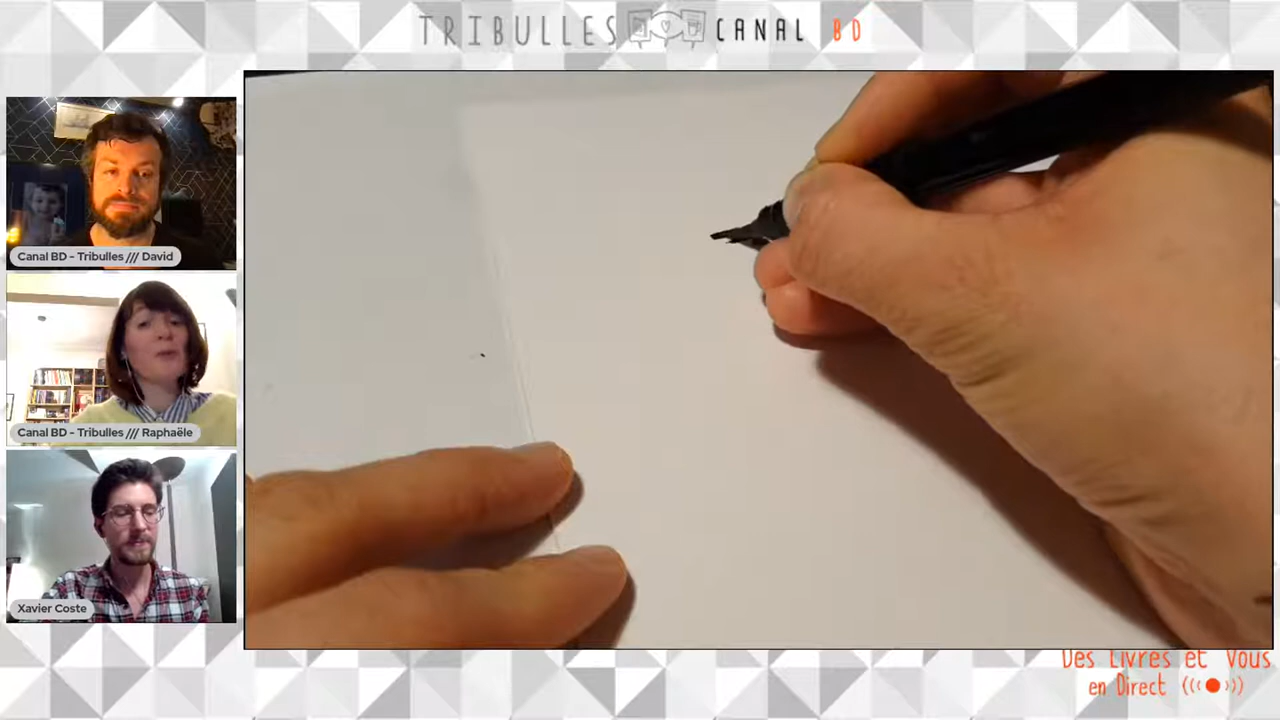 TRIBULLES CANAL BD
Canal BD - Tribulles /// David
Canal BD - Tribulles /// Raphaële
Xavier Coste
Des Livres et Vous
en Direct